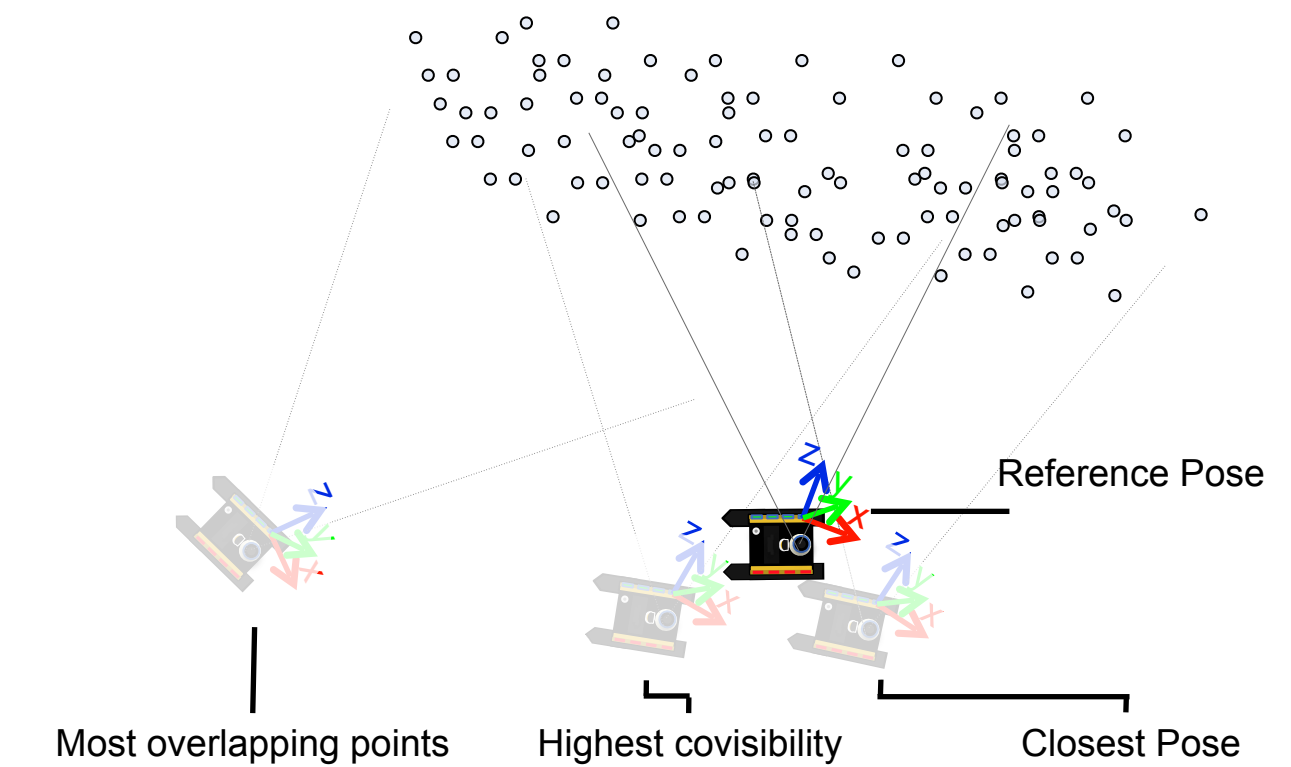 Z
Y
X
Reference Pose
Z
Y
X
Z
Y
X
Z
Y
X
Most overlapping points
Highest covisibility
Closest Pose